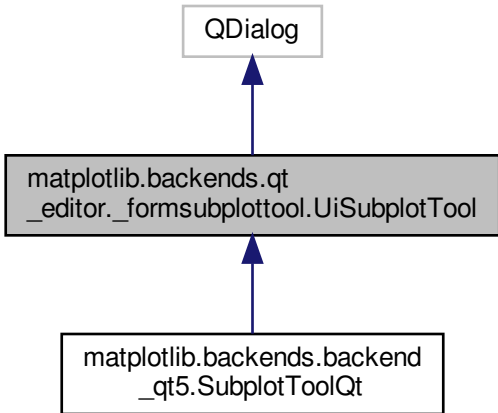 QDialog
matplotlib.backends.qt
_editor._formsubplottool.UiSubplotTool
matplotlib.backends.backend
_qt5.SubplotToolQt